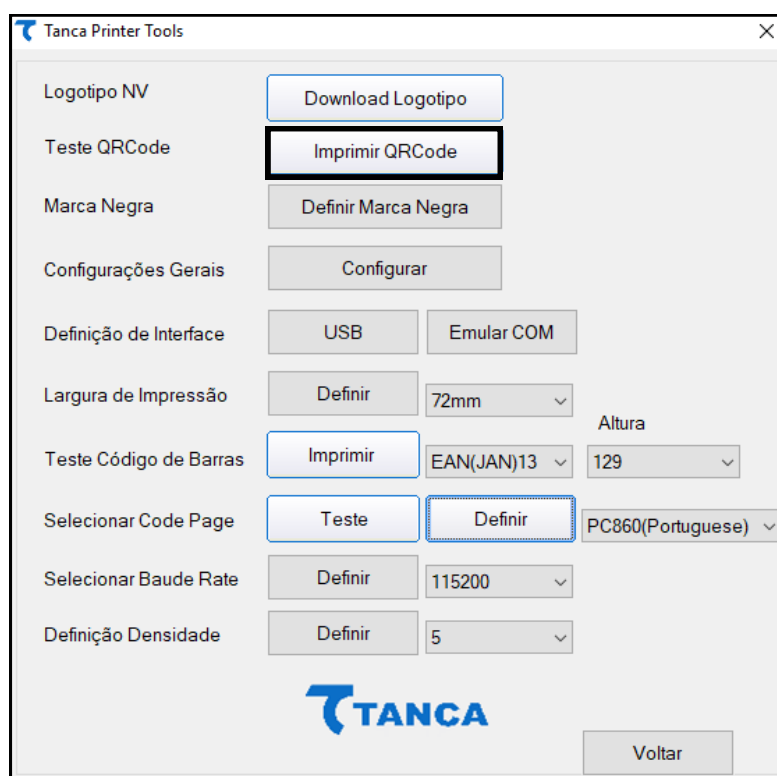 Tanca Printer Tools
Logotipo NV Download Logotipo
Teste QRCode Imprimir QRCode
Marca Negra Definir Marca Negra
Configurações Gerais Configurar
Definição de Interface USB Emular COM
Largura de Impressão Definir 72mm
Altura
Teste Código de Barras Imprimir EAN(JAN)13 129
Selecionar Code Page Teste Definir PC860(Portuguese)
Selecionar Baude Rate Definir 115200
Definição Densidade Definir 5
TANCA
Voltar